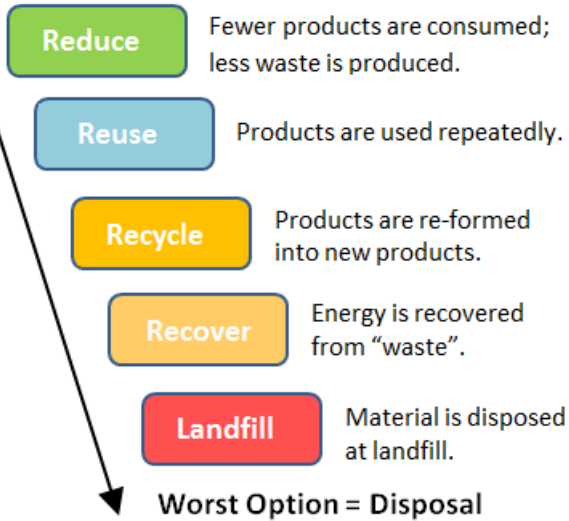 Reduce
Fewer products are consumed;
less waste is produced.
Reuse
Products are used repeatedly.
Recycle
Products are re-formed
into new products.
Recover
Energy is recovered
from “waste”.
Landfill
Material is disposed
at landfill.
Worst Option = Disposal